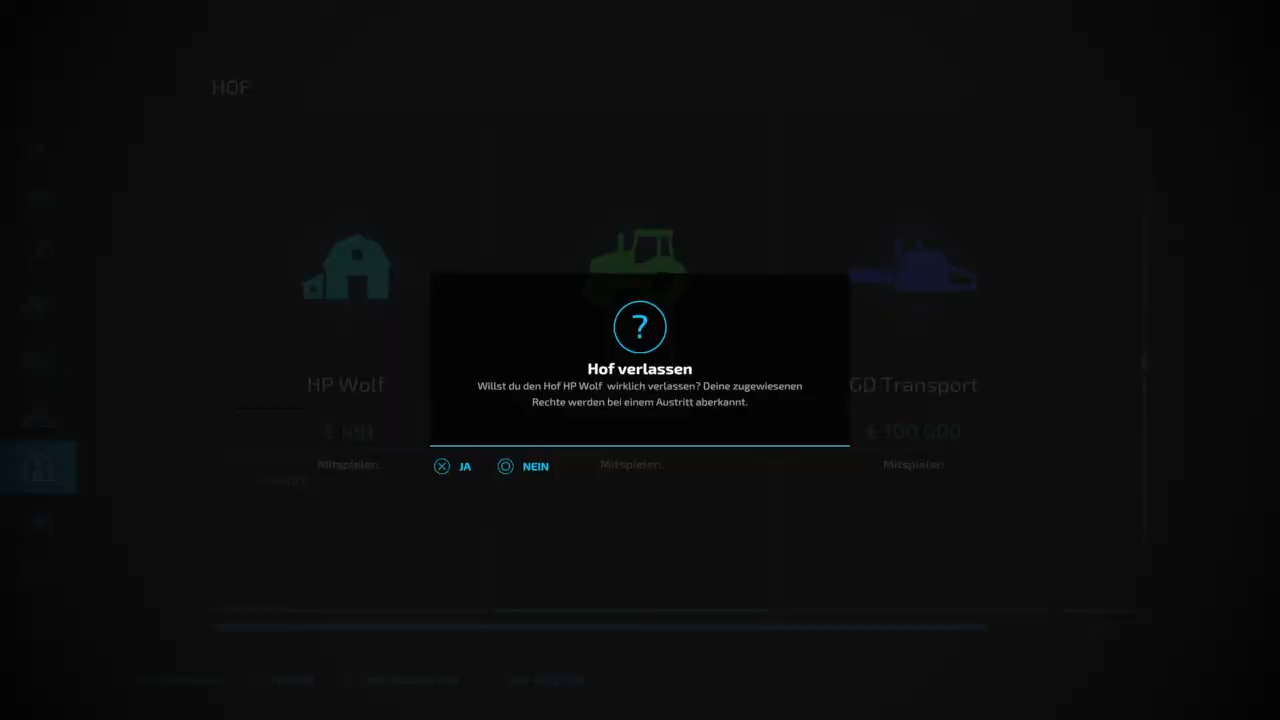 HOF
HP Wolf
GD Transport
€ 100.000
Mitspieler:
Mitspieler:
Mitspieler:
?
Hof verlassen
Willst du den Hof HP Wolf wirklich verlassen? Deine zugewiesenen
Rechte werden bei einem Austritt aberkannt.
JA NEIN